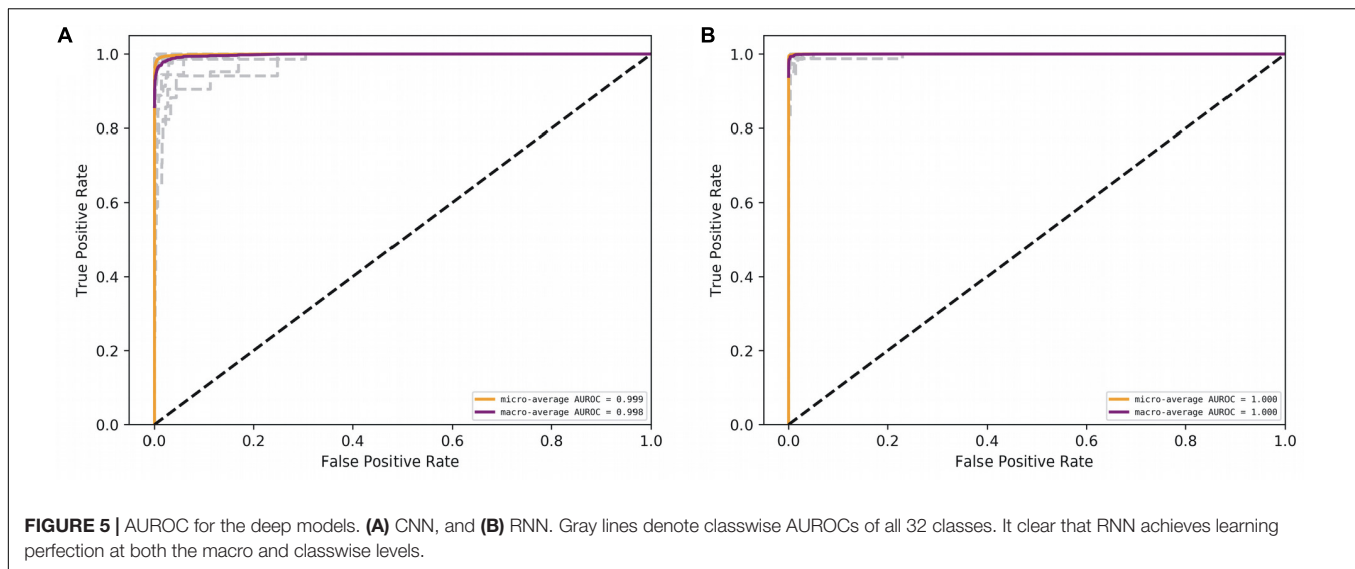 A
True Positive Rate
1.0
0.8
0.6
0.4
0.2
0.0
0.0 0.2 0.4 0.6 0.8 1.0
False Positive Rate
micro-average AUROC = 0.999
macro-average AUROC = 0.998
B
True Positive Rate
1.0
0.8
0.6
0.4
0.2
0.0
0.0 0.2 0.4 0.6 0.8 1.0
False Positive Rate
micro-average AUROC = 1.000
macro-average AUROC = 1.000
FIGURE 5 | AUROC for the deep models. (A) CNN, and (B) RNN. Gray lines denote classwise AUROCs of all 32 classes. It clear that RNN achieves learning
perfection at both the macro and classwise levels.